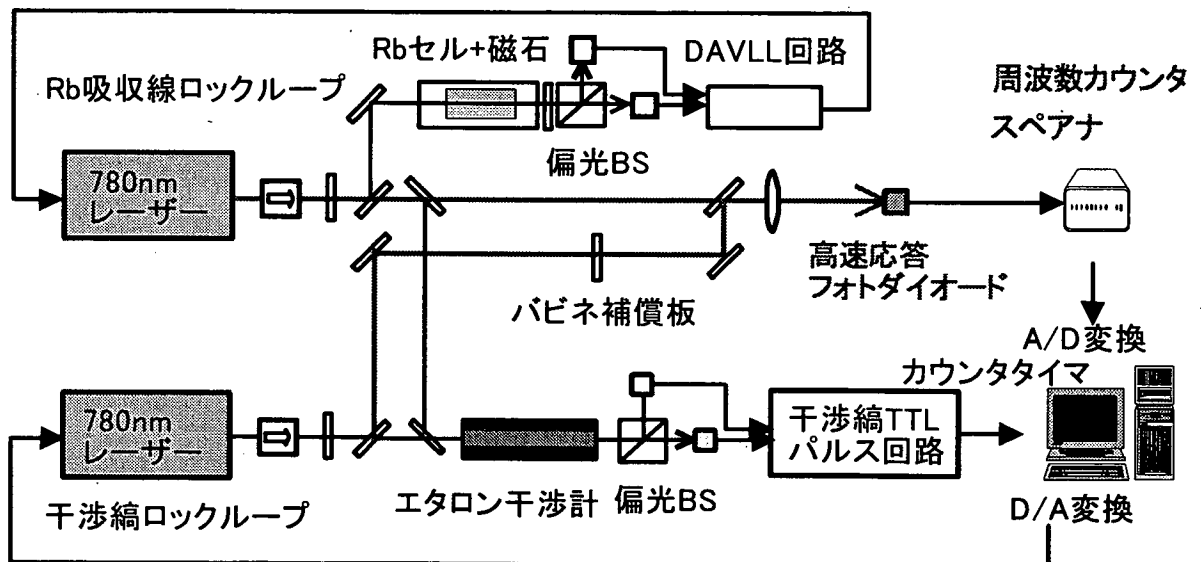 Rbセル+磁石
DAVLL回路
Rb吸収線ロックループ
周波数カウンタ
スペアナ
偏光BS
780nm
レーザー
高速応答
フォトダイオード
バビネ補償板
A/D変換
カウンタタイマ
780nm
レーザー
干渉縞TTL
パルス回路
エタロン干渉計
偏光BS
干渉縞ロックループ
D/A変換